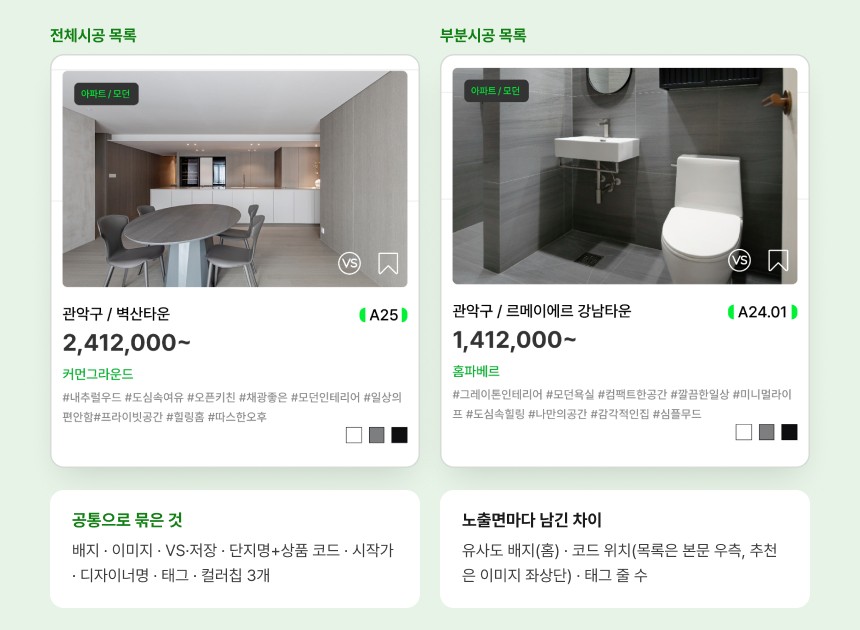 전체시공 목록
아파트 / 모던
VS
관악구 / 벽산타운
A25
2,412,000~
커먼그라운드
#내추럴우드 #도심속여유 #오픈키친 #채광좋은 #모던인테리어 #일상의
편안함#프라이빗공간 #힐링홈 #따스한오후
부분시공 목록
아파트 / 모던
VS
관악구 / 르메이에르 강남타운
A24.01
1,412,000~
홈파베르
#그레이톤인테리어 #모던욕실 #컴팩트한공간 #깔끔한일상 #미니멀라이
프 #도심속힐링 #나만의공간 #감각적인집 #심플무드
공통으로 묶은 것
배지 · 이미지 · VS·저장 · 단지명+상품 코드 · 시작가
· 디자이너명 · 태그 · 컬러칩 3개
노출면마다 남긴 차이
유사도 배지(홈) · 코드 위치(목록은 본문 우측, 추천
은 이미지 좌상단) · 태그 줄 수